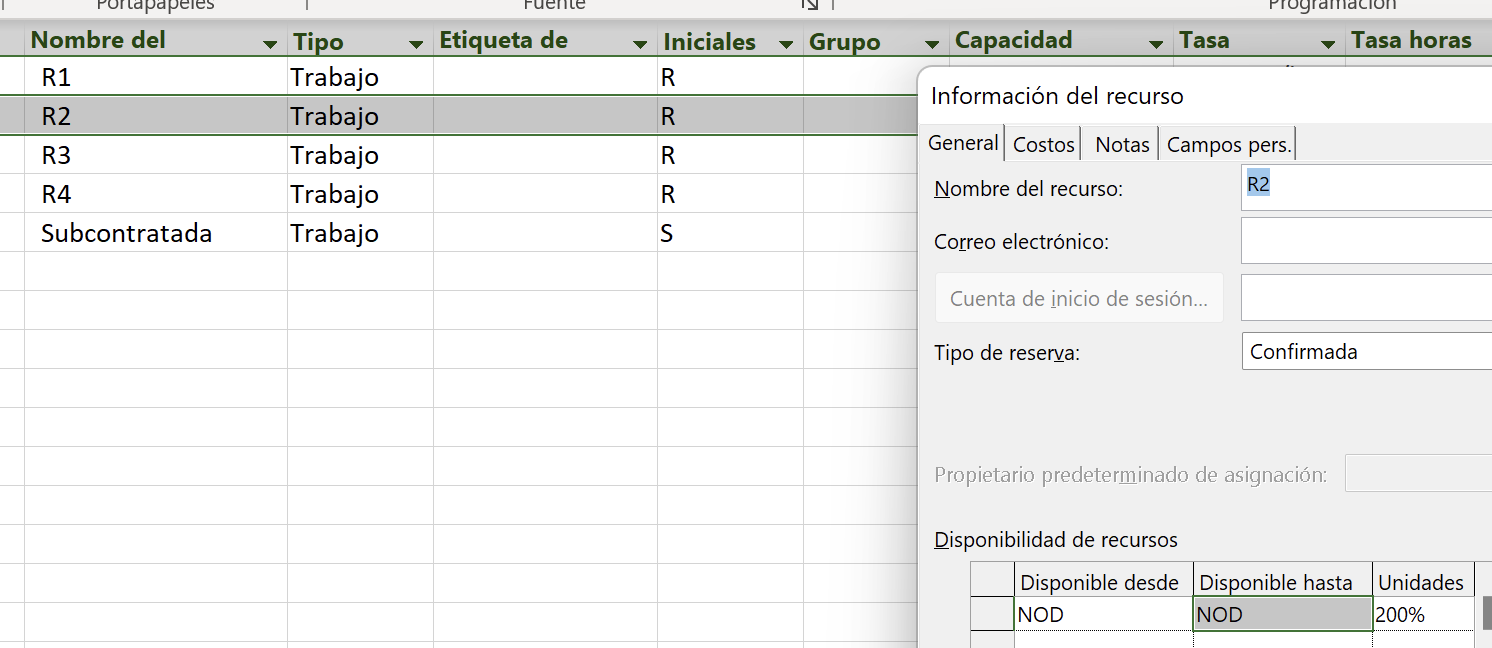 Portapapeles Fuente Programación
Nombre del Tipo Etiqueta de Iniciales Grupo Capacidad Tasa Tasa horas
R1 Trabajo R
R2 Trabajo R
R3 Trabajo R
R4 Trabajo R
Subcontratada Trabajo S
Información del recurso
General Costos Notas Campos pers.
Nombre del recurso: R2
Correo electrónico:
Cuenta de inicio de sesión...
Tipo de reserva: Confirmada
Propietario predeterminado de asignación:
Disponibilidad de recursos
Disponible desde Disponible hasta Unidades
NOD NOD 200%